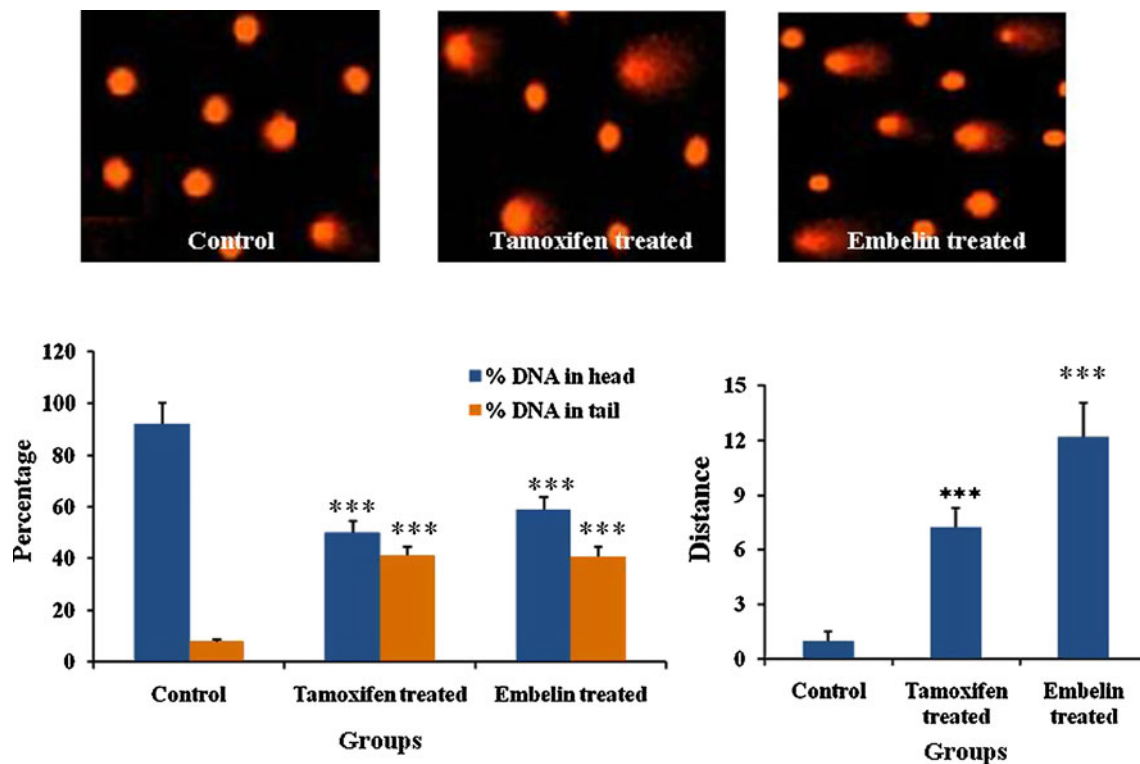 Control
Tamoxifen treated
Embelin treated
120
100
80
60
40
20
0
Percentage
% DNA in head
% DNA in tail
***
***
***
***
Control
Tamoxifen treated
Embelin treated
Groups
15
12
9
6
3
0
Distance
***
***
Control
Tamoxifen
treated
Embelin
treated
Groups